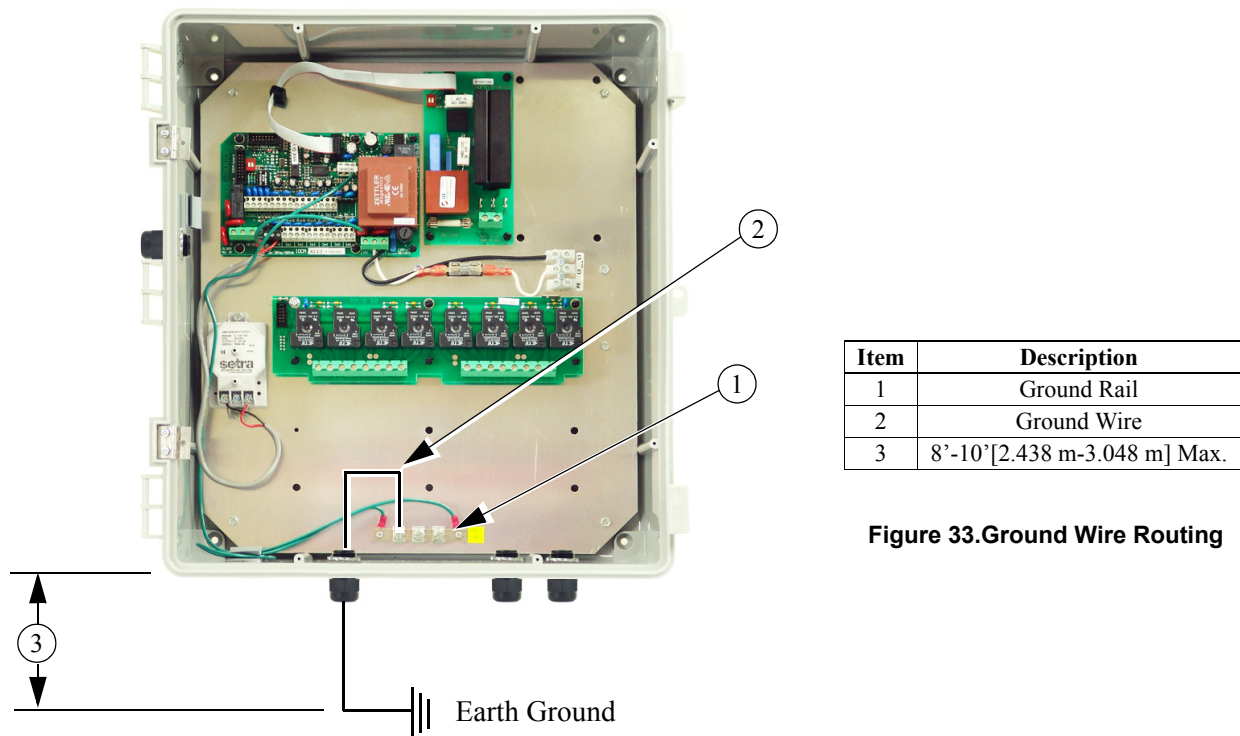 ZETTLER
setra
2
1
3
Earth Ground
Item Description
1 Ground Rail
2 Ground Wire
3 8’-10’[2.438 m-3.048 m] Max.
Figure 33.Ground Wire Routing